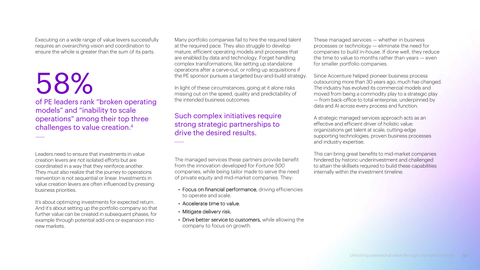 Executing on a wide range of value levers successfully
requires an overarching vision and coordination to
ensure the whole is greater than the sum of its parts.
58%
of PE leaders rank “broken operating
models” and “inability to scale
operations” among their top three
challenges to value creation.⁴
Leaders need to ensure that investments in value
creation levers are not isolated efforts but are
coordinated in a way that they reinforce another.
They must also realize that the journey to operations
reinvention is not sequential or linear. Investments in
value creation levers are often influenced by pressing
business priorities.
It's about optimizing investments for expected return.
And it's about setting up the portfolio company so that
further value can be created in subsequent phases, for
example through potential add-ons or expansion into
new markets.
Many portfolio companies fail to hire the required talent
at the required pace. They also struggle to develop
mature, efficient operating models and processes that
are enabled by data and technology. Forget handling
complex transformations, like setting up standalone
operations after a carve-out, or rolling up acquisitions if
the PE sponsor pursues a targeted buy-and-build strategy.
In light of these circumstances, going at it alone risks
missing out on the speed, quality and predictability of
the intended business outcomes
Such complex initiatives require
strong strategic partnerships to
drive the desired results.
The managed services these partners provide benefit
from the innovation developed for Fortune 500
companies, while being tailor made to serve the need
of private equity and mid-market companies. They:
• Focus on financial performance, driving efficiencies
to operate and scale.
• Accelerate time to value.
• Mitigate delivery risk.
• Drive better service to customers, while allowing the
company to focus on growth.
These managed services — whether in business
processes or technology — eliminate the need for
companies to build in-house. If done well, they reduce
the time to value to months rather than years — even
for smaller portfolio companies.
Since Accenture helped pioneer business process
outsourcing more than 30 years ago, much has changed.
The industry has evolved its commercial models and
moved from being a commodity play to a strategic play
— from back-office to total enterprise, underpinned by
data and AI across every process and function.
A strategic managed services approach acts as an
effective and efficient driver of holistic value:
organizations get talent at scale, cutting-edge
supporting technologies, proven business processes
and industry expertise.
This can bring great benefits to mid-market companies
hindered by historic underinvestment and challenged
to attain the skillsets required to build these capabilities
internally within the investment timeline.